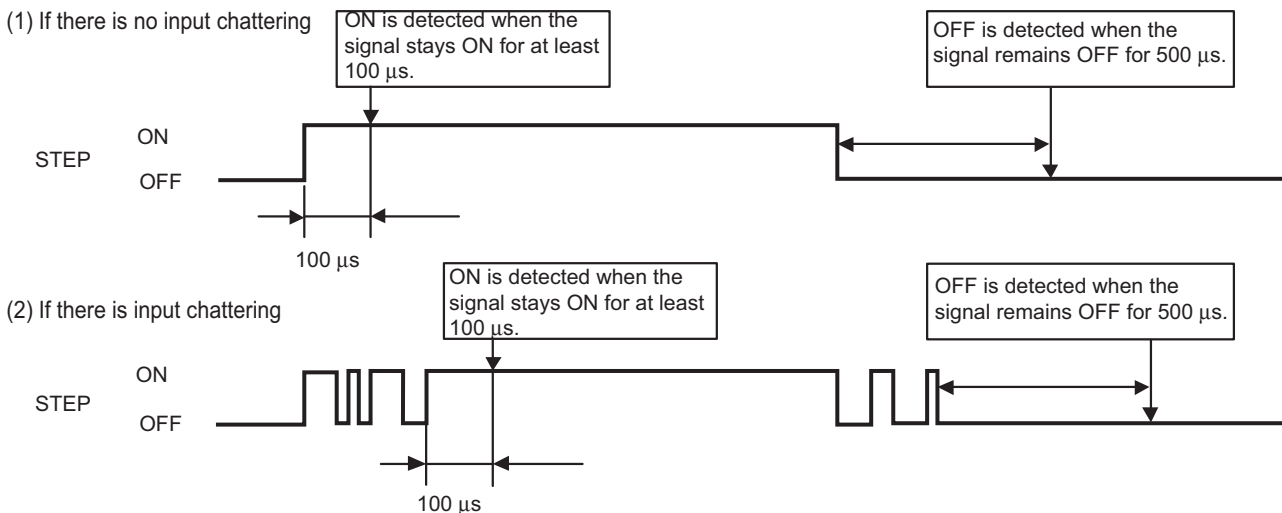 (1) If there is no input chattering
ON is detected when the
signal stays ON for at least
100 μs.
OFF is detected when the
signal remains OFF for 500 μs.
STEP
ON
OFF
100 μs
(2) If there is input chattering
ON is detected when the
signal stays ON for at least
100 μs.
OFF is detected when the
signal remains OFF for 500 μs.
STEP
ON
OFF
100 μs